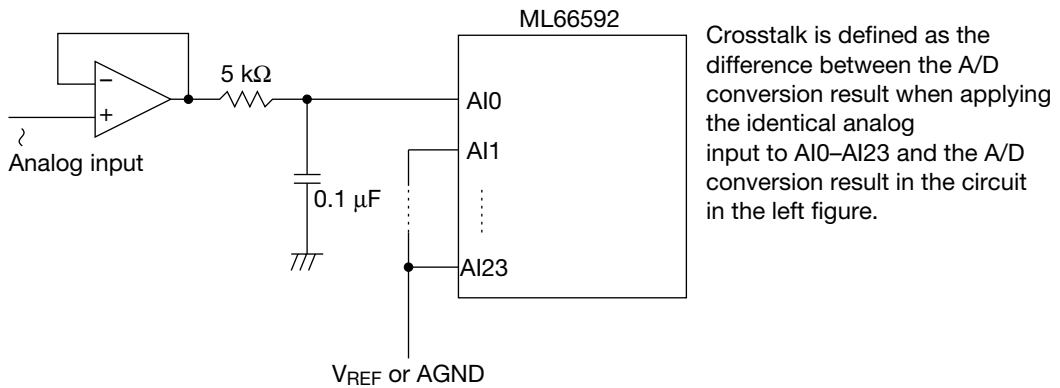 ML66592
Crosstalk is defined as the
difference between the A/D
conversion result when applying
the identical analog
input to AI0–AI23 and the A/D
conversion result in the circuit
in the left figure.
5 kΩ
−
+
~
Analog input
0.1 μF
AI0
AI1
AI23
VREF or AGND